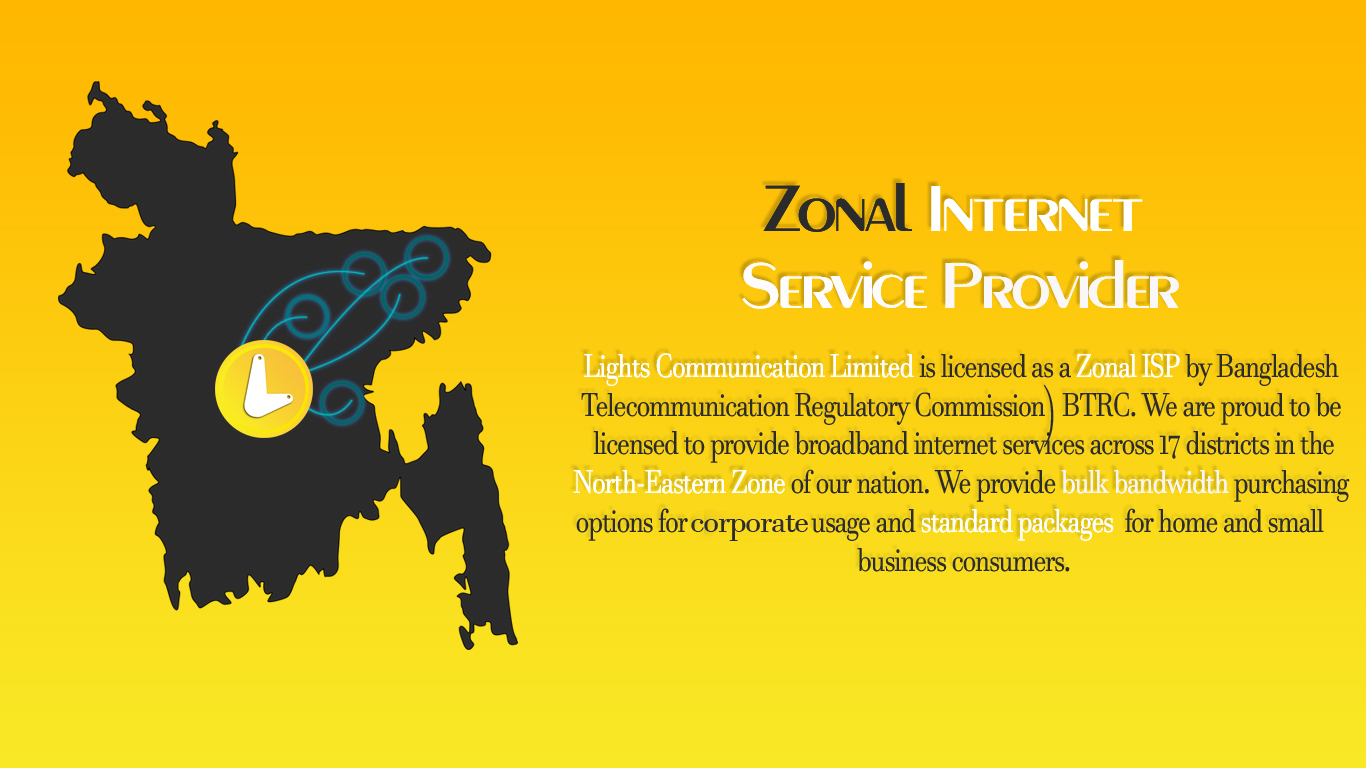 Zonal Internet
Service Provider
Lights Communication Limited is licensed as a Zonal ISP by Bangladesh
Telecommunication Regulatory Commission) BTRC. We are proud to be
licensed to provide broadband internet services across 17 districts in the
North-Eastern Zone of our nation. We provide bulk bandwidth purchasing
options for corporate usage and standard packages for home and small
business consumers.